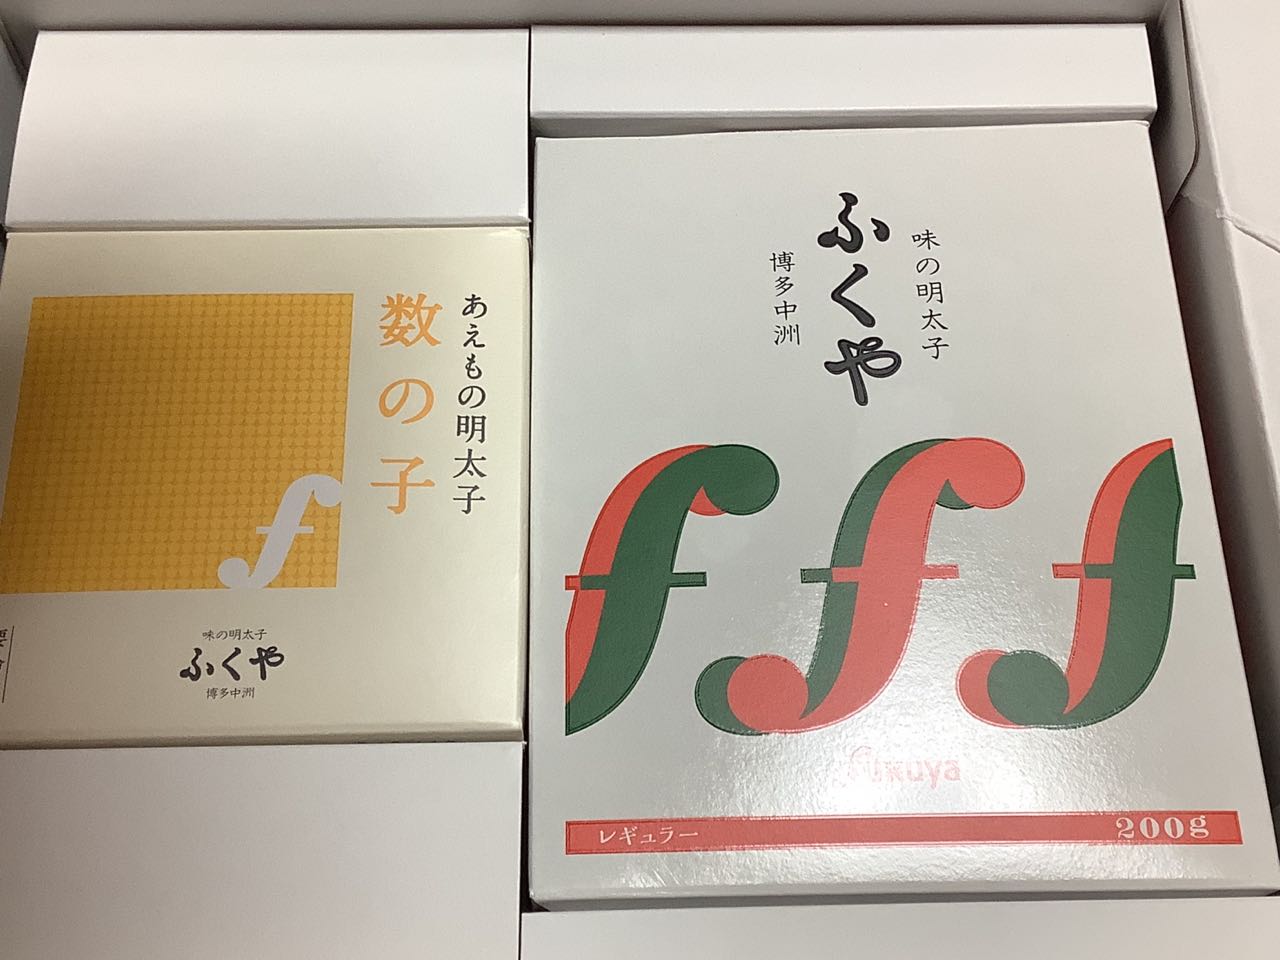 あえもの明太子
数の子
味の明太子
ふくや
博多中洲
味の明太子
ふくや
博多中洲
fukuya
レギュラー
200g